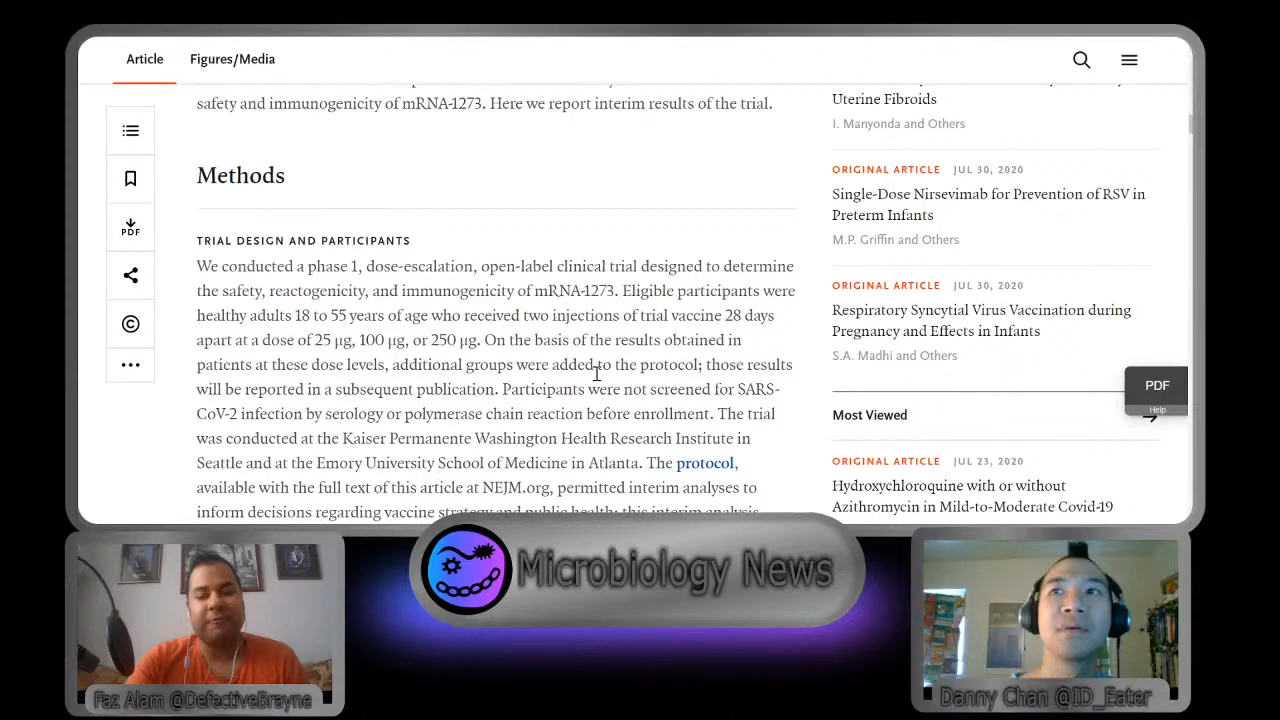 Article
Figures/Media
safety and immunogenicity of mRNA-1273. Here we report interim results of the trial.
Methods
TRIAL DESIGN AND PARTICIPANTS
We conducted a phase 1, dose-escalation, open-label clinical trial designed to determine
the safety, reactogenicity, and immunogenicity of mRNA-1273. Eligible participants were
healthy adults 18 to 55 years of age who received two injections of trial vaccine 28 days
apart at a dose of 25 μg, 100 μg, or 250 μg. On the basis of the results obtained in
patients at these dose levels, additional groups were added to the protocol; those results
will be reported in a subsequent publication. Participants were not screened for SARS-
CoV-2 infection by serology or polymerase chain reaction before enrollment. The trial
was conducted at the Kaiser Permanente Washington Health Research Institute in
Seattle and at the Emory University School of Medicine in Atlanta. The protocol,
available with the full text of this article at NEJM.org, permitted interim analyses to
inform decisions regarding vaccine strategy and public health; this interim analysis
PDF
Uterine Fibroids
I. Manyonda and Others
ORIGINAL ARTICLE JUL 30, 2020
Single-Dose Nirsevimab for Prevention of RSV in
Preterm Infants
M.P. Griffin and Others
ORIGINAL ARTICLE JUL 30, 2020
Respiratory Syncytial Virus Vaccination during
Pregnancy and Effects in Infants
S.A. Madhi and Others
PDF
Help
Most Viewed
ORIGINAL ARTICLE JUL 23, 2020
Hydroxychloroquine with or without
Azithromycin in Mild-to-Moderate Covid-19
Microbiology News
Faz Alam @DefectiveBrayne
Danny Chan @ID_Eater